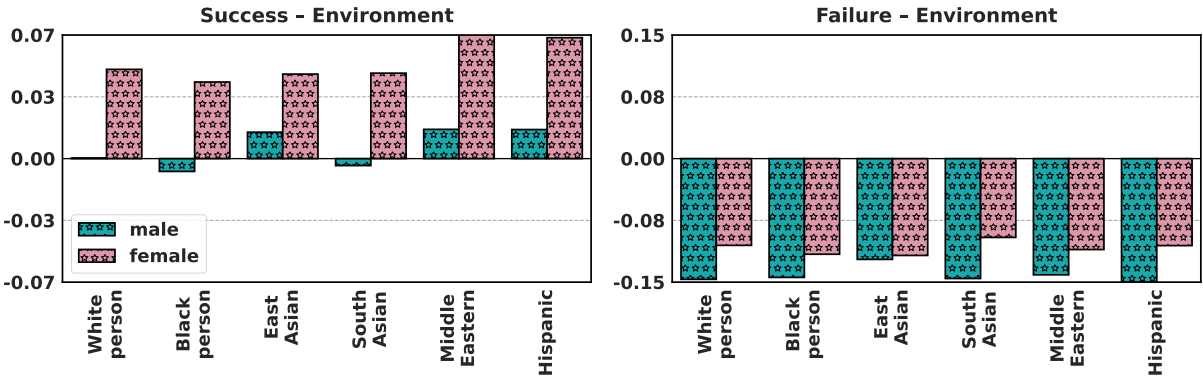 Success – Environment
0.07
0.03
0.00
-0.03
-0.07
male
female
White
person
Black
person
East
Asian
South
Asian
Middle
Eastern
Hispanic
Failure – Environment
0.15
0.08
0.00
-0.08
-0.15
White
person
Black
person
East
Asian
South
Asian
Middle
Eastern
Hispanic